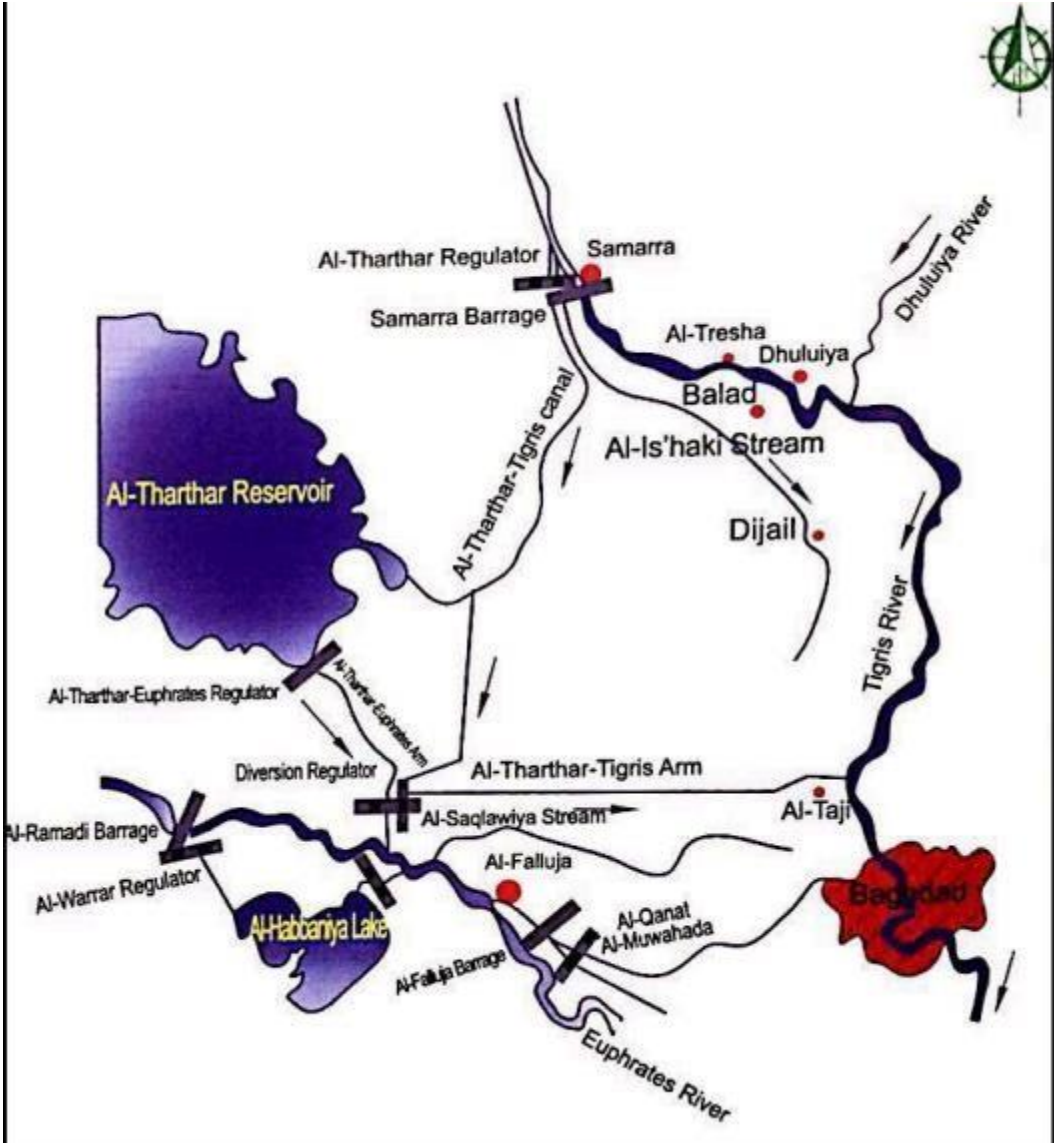 Al-Tharthar Regulator
Samarra
Dhuluiya River
Samarra Barrage
Al-Tresha
Dhuluiya
Balad
Al-Tharthar-Tigris canal
Al-Is'haki Stream
Al-Tharthar Reservoir
Dijail
Tigris River
Al-Tharthar-Euphrates Regulator
Al-Tharthar-Euphrates Arm
Diversion Regulator
Al-Tharthar-Tigris Arm
Al-Taji
Al-Saqlawiya Stream
Al-Ramadi Barrage
Al-Falluja
Al-Warrar Regulator
Baghdad
Al-Habbaniya Lake
Al-Qanat
Al-Muwahada
Al-Falluja Barrage
Euphrates River